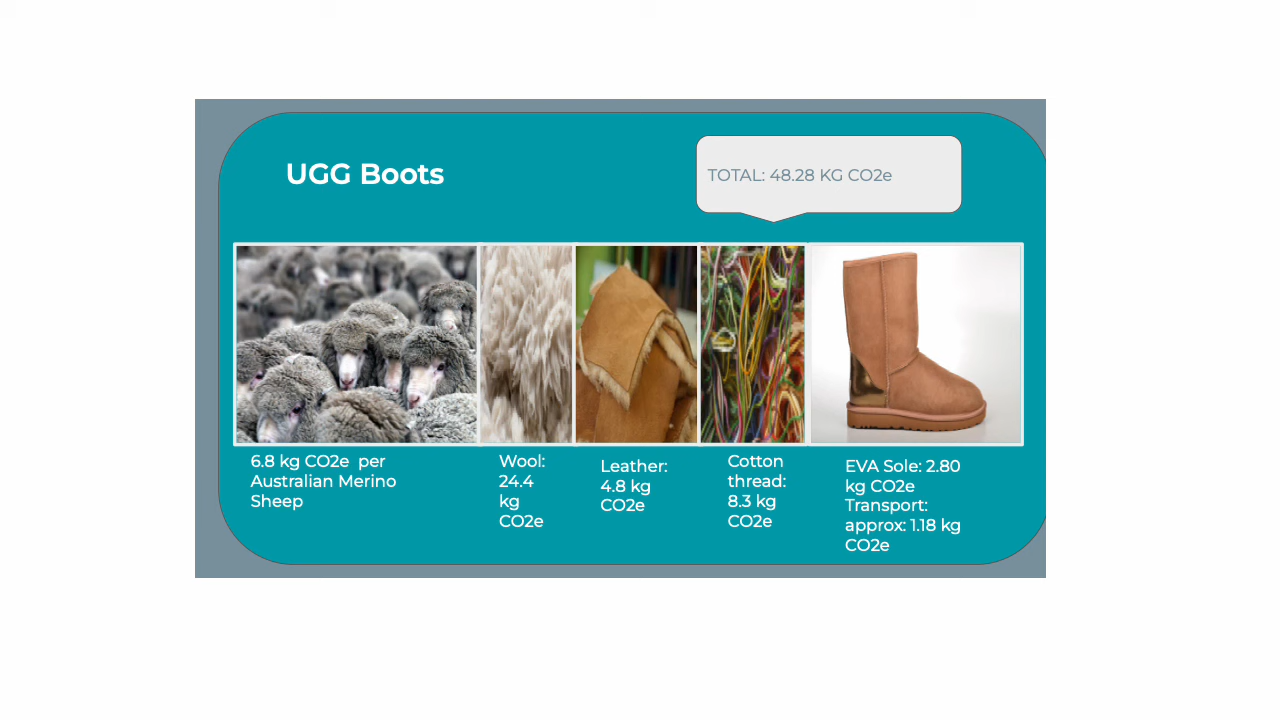 UGG Boots
TOTAL: 48.28 KG CO2e
6.8 kg CO2e  per
Australian Merino
Sheep
Wool:
24.4
kg
CO2e
Leather:
4.8 kg
CO2e
Cotton
thread:
8.3 kg
CO2e
EVA Sole: 2.80
kg CO2e
Transport:
approx: 1.18 kg
CO2e